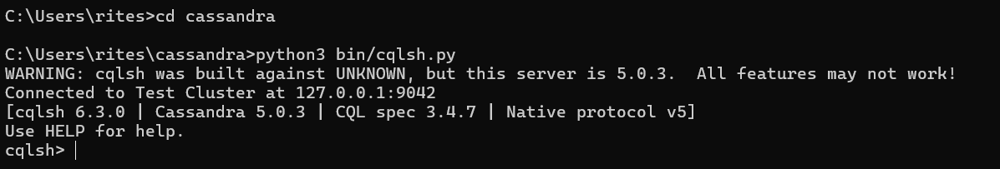 C:\Users\rites>cd cassandra
C:\Users\rites\cassandra>python3 bin/cqlsh.py
WARNING: cqlsh was built against UNKNOWN, but this server is 5.0.3.  All features may not work!
Connected to Test Cluster at 127.0.0.1:9042
[cqlsh 6.3.0 | Cassandra 5.0.3 | CQL spec 3.4.7 | Native protocol v5]
Use HELP for help.
cqlsh>